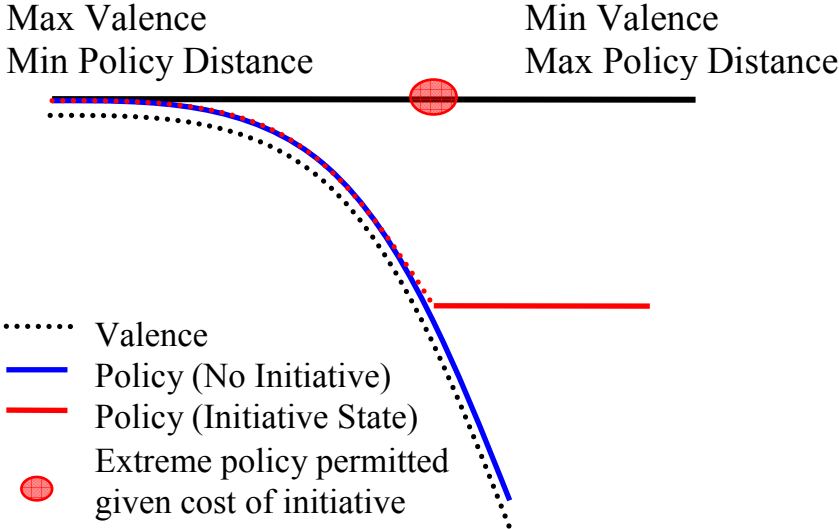 Max Valence
Min Policy Distance
Min Valence
Max Policy Distance
Valence
Policy (No Initiative)
Policy (Initiative State)
Extreme policy permitted
given cost of initiative